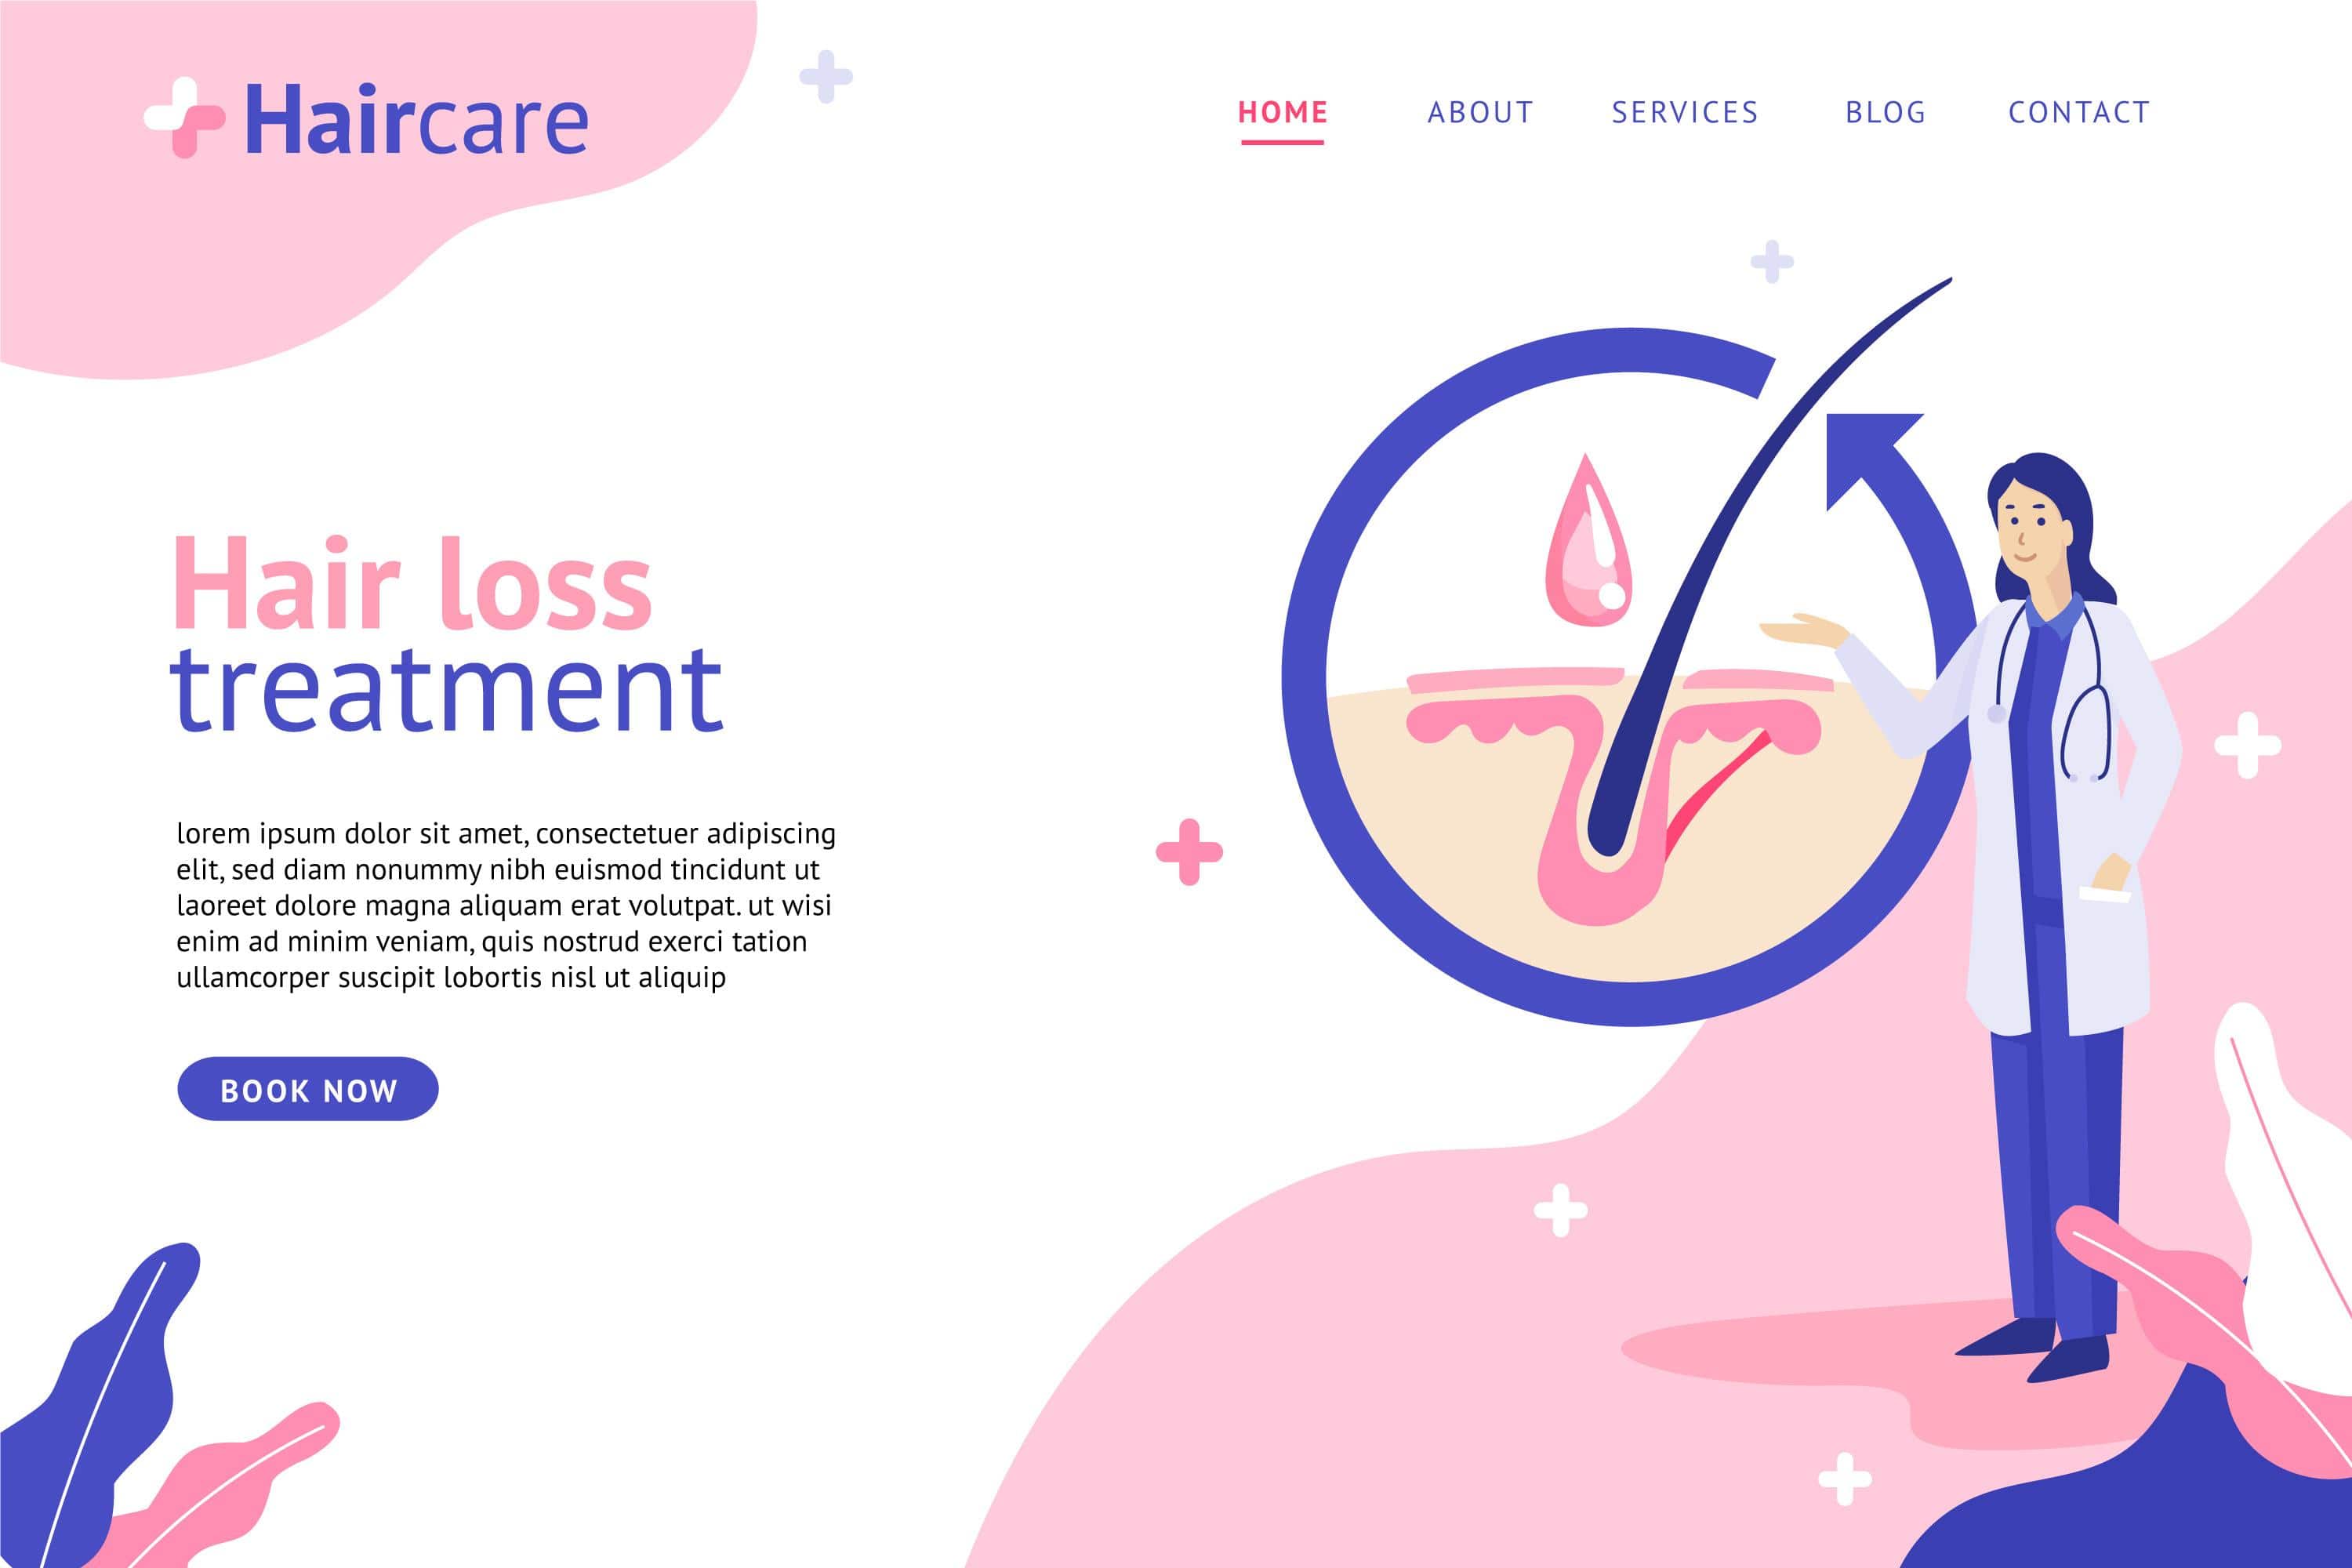 Haircare
HOME ABOUT SERVICES BLOG CONTACT
Hair loss
treatment
lorem ipsum dolor sit amet, consectetuer adipiscing
elit, sed diam nonummy nibh euismod tincidunt ut
laoreet dolore magna aliquam erat volutpat. ut wisi
enim ad minim veniam, quis nostrud exerci tation
ullamcorper suscipit lobortis nisl ut aliquip
BOOK NOW